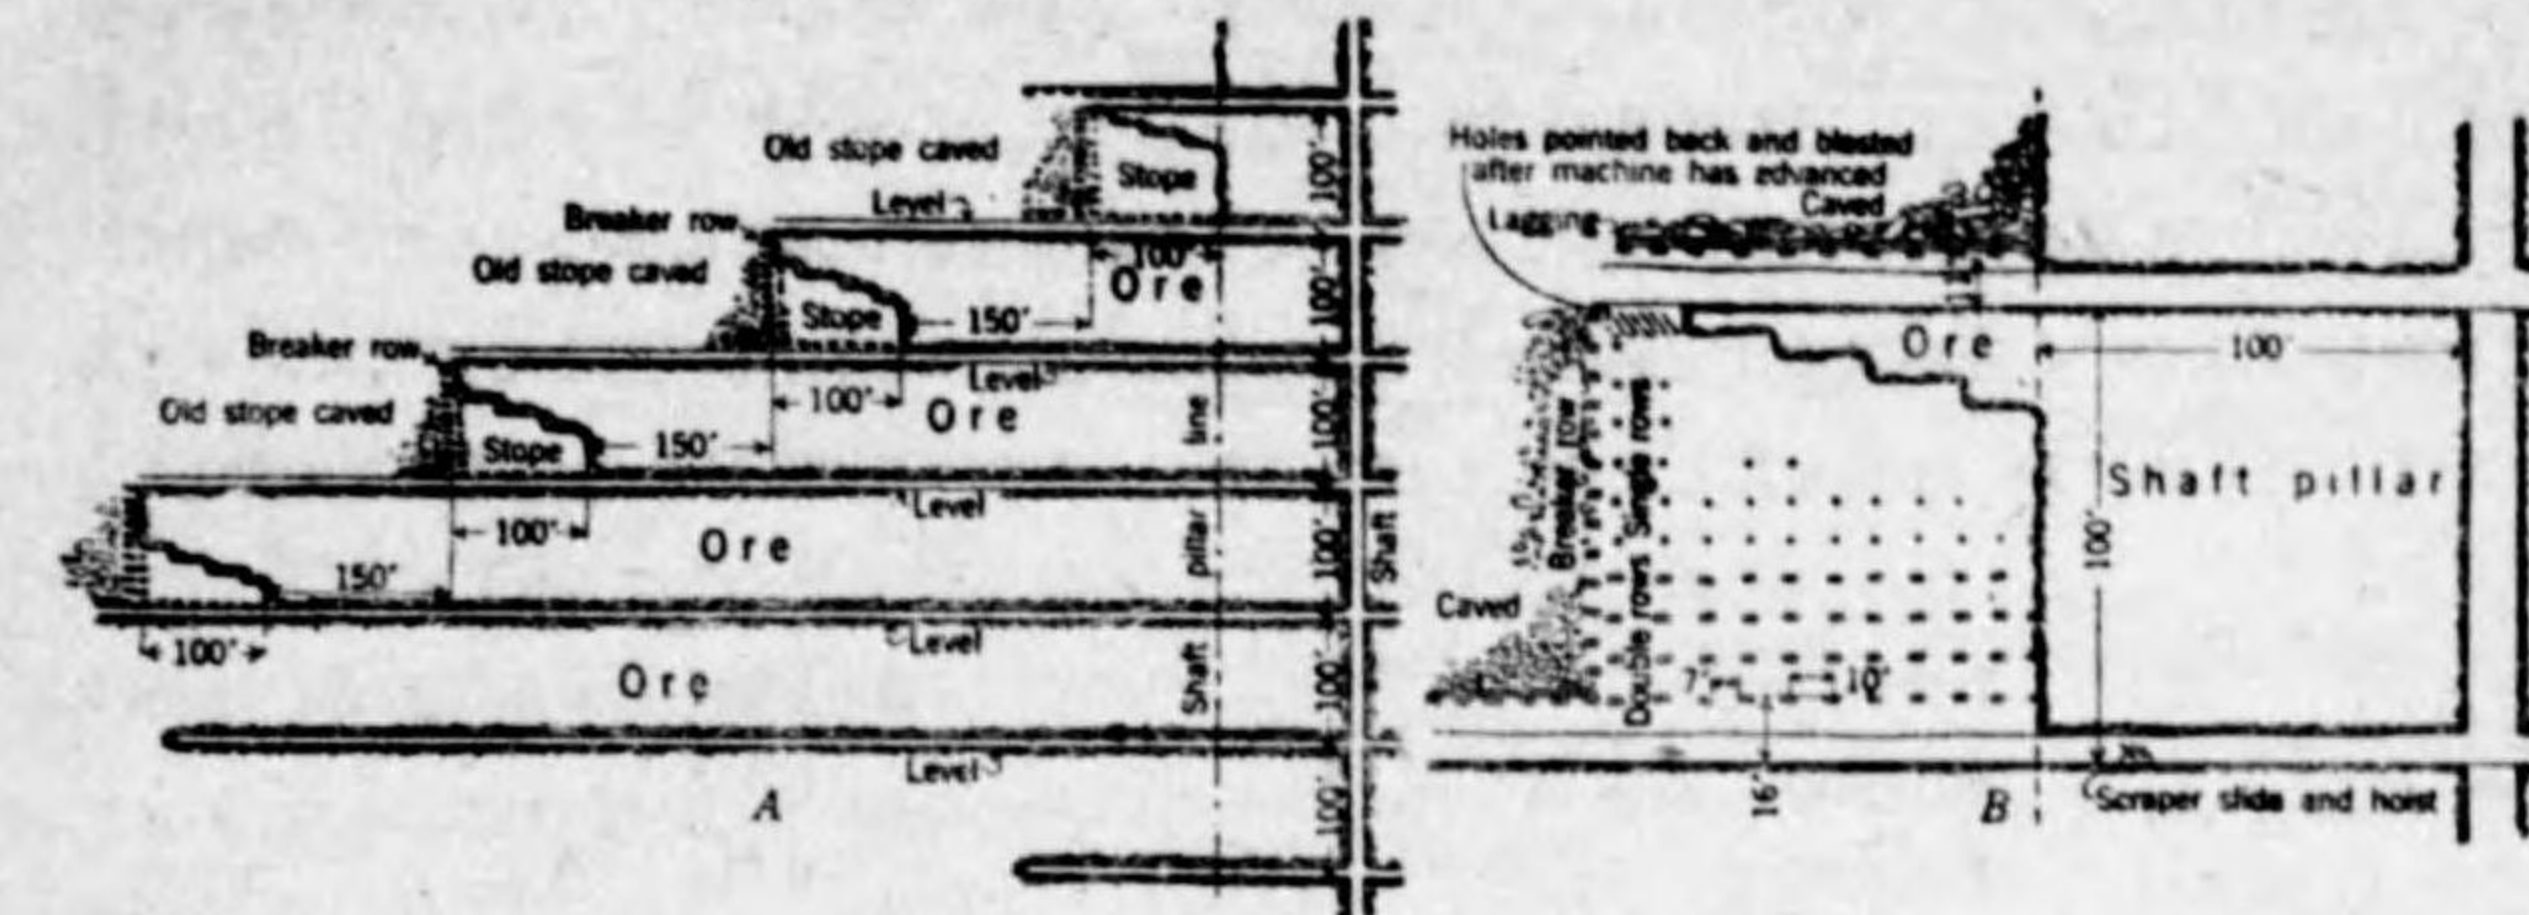 Old stope caved
Stope
100'
Level
Breaker row
100'
Ore
Old stope caved
100'
Stope
150'
Breaker row
Level
100'
Ore
Old stope caved
100'
line
Stope
150'
Level
100'
Ore
pillar
100'
Shaft
150'
Level
100'
Ore
Shaft
100'
Level
A
100'
Holes pointed back and blasted
after machine has advanced
Caved
Lagging
Ore
100'
Breaker row
Double rows Single rows
Shaft pillar
100'
Caved
7'
10'
16'
B
Scraper slide and hoist